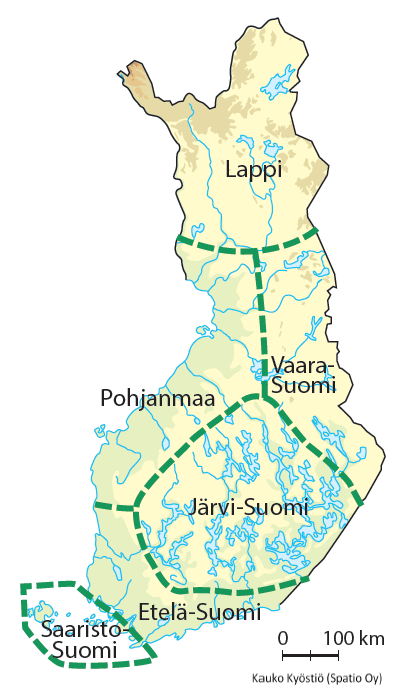 Lappi
Vaara-
Suomi
Pohjanmaa
Järvi-Suomi
Etelä-Suomi
Saaristo-
Suomi
0 100 km
Kauko Kyöstiö (Spatio Oy)